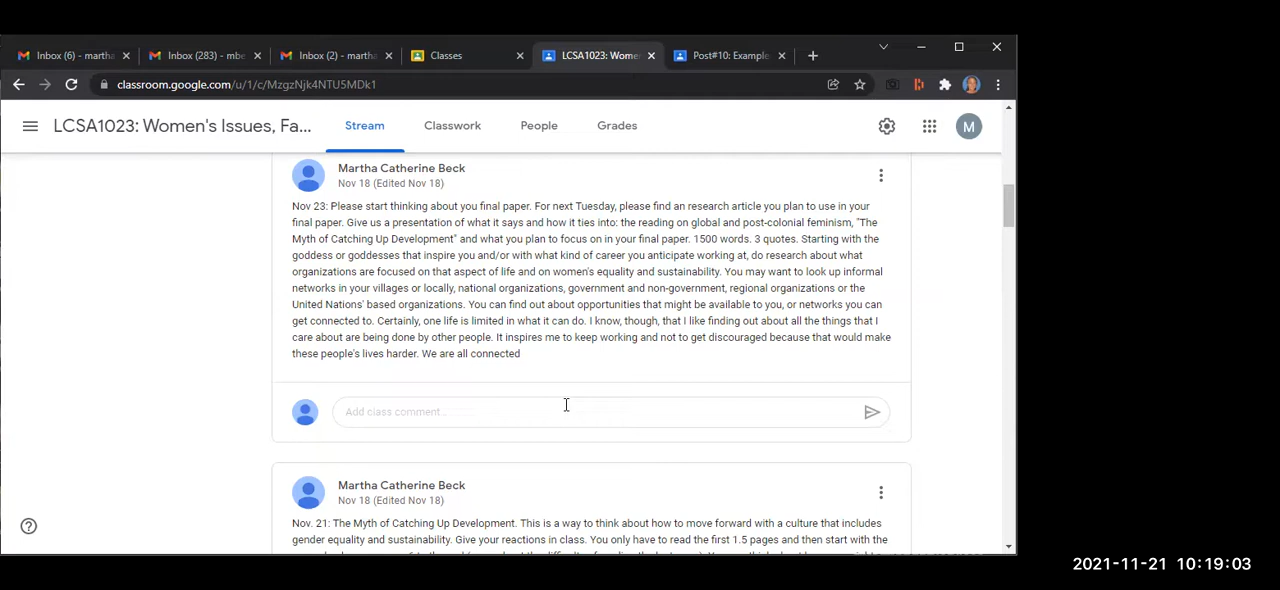 Inbox (6) - martha
Inbox (283) - mbe
Inbox (2) - martha
Classes
LCSA1023: Wome
Post#10: Example
classroom.google.com/u/1/c/MzgzNjk4NTU5MDk1
LCSA1023: Women's Issues, Fa...
Stream
Classwork
People
Grades
M
Martha Catherine Beck
Nov 18 (Edited Nov 18)
Nov 23: Please start thinking about you final paper. For next Tuesday, please find an research article you plan to use in your
final paper. Give us a presentation of what it says and how it ties into: the reading on global and post-colonial feminism, "The
Myth of Catching Up Development" and what you plan to focus on in your final paper. 1500 words. 3 quotes. Starting with the
goddess or goddesses that inspire you and/or with what kind of career you anticipate working at, do research about what
organizations are focused on that aspect of life and on women's equality and sustainability. You may want to look up informal
networks in your villages or locally, national organizations, government and non-government, regional organizations or the
United Nations' based organizations. You can find out about opportunities that might be available to you, or networks you can
get connected to. Certainly, one life is limited in what it can do. I know, though, that I like finding out about all the things that I
care about are being done by other people. It inspires me to keep working and not to get discouraged because that would make
these people's lives harder. We are all connected
Add class comment...
Martha Catherine Beck
Nov 18 (Edited Nov 18)
Nov. 21: The Myth of Catching Up Development. This is a way to think about how to move forward with a culture that includes
gender equality and sustainability. Give your reactions in class. You only have to read the first 1.5 pages and then start with the
2021-11-21 10:19:03